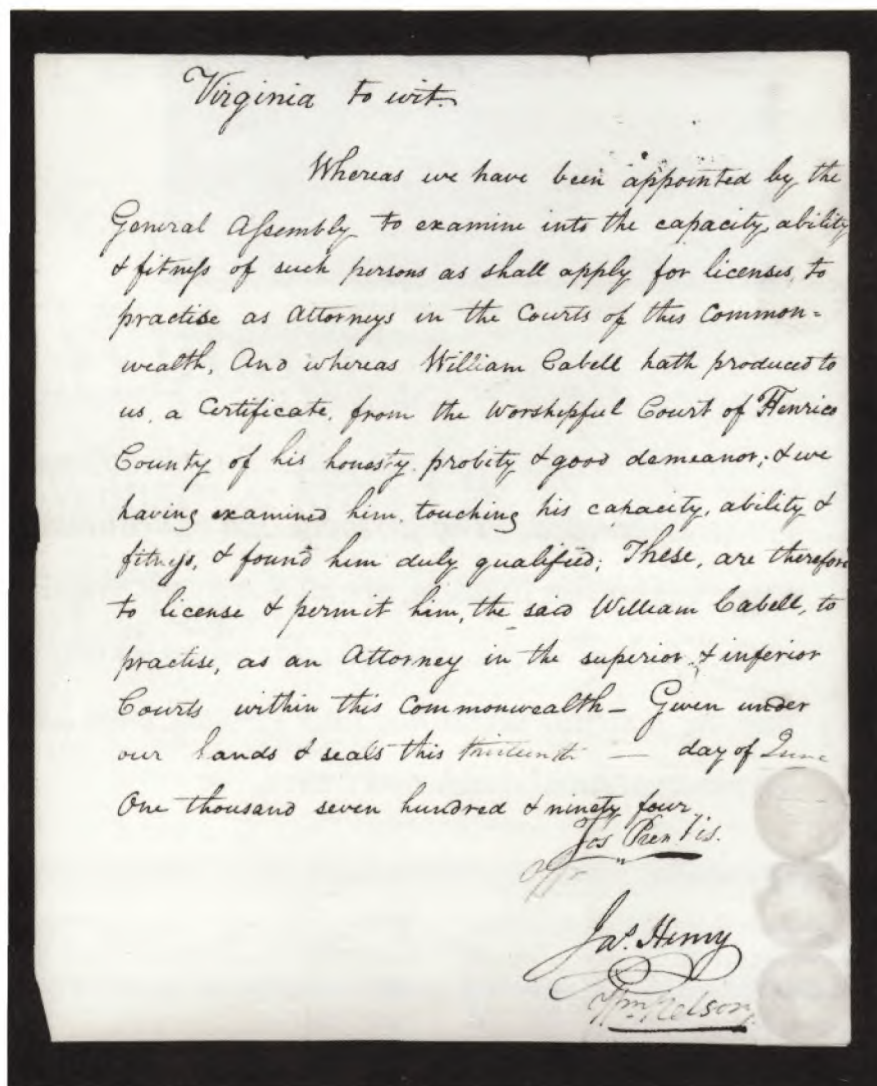 Virginia to wit.
Whereas we have been appointed by the
General Assembly to examine into the capacity, ability
& fitness of such persons as shall apply for licenses, to
practise as Attorneys in the Courts of this Common=
wealth, And whereas William Cabell hath produced to
us, a Certificate, from the Worshipful Court of Henrico
County of his honesty, probity & good demeanor; & we
having examined him, touching his capacity, ability &
fitness, & found him duly qualified; These, are therefore
to license & permit him, the said William Cabell, to
practise, as an Attorney in the superior & inferior
Courts within this Commonwealth – Given under
our hands & seals this thirteenth — day of June
One thousand seven hundred & ninety four
Jos Prentis.
Jas. Henry
Wm. Nelson